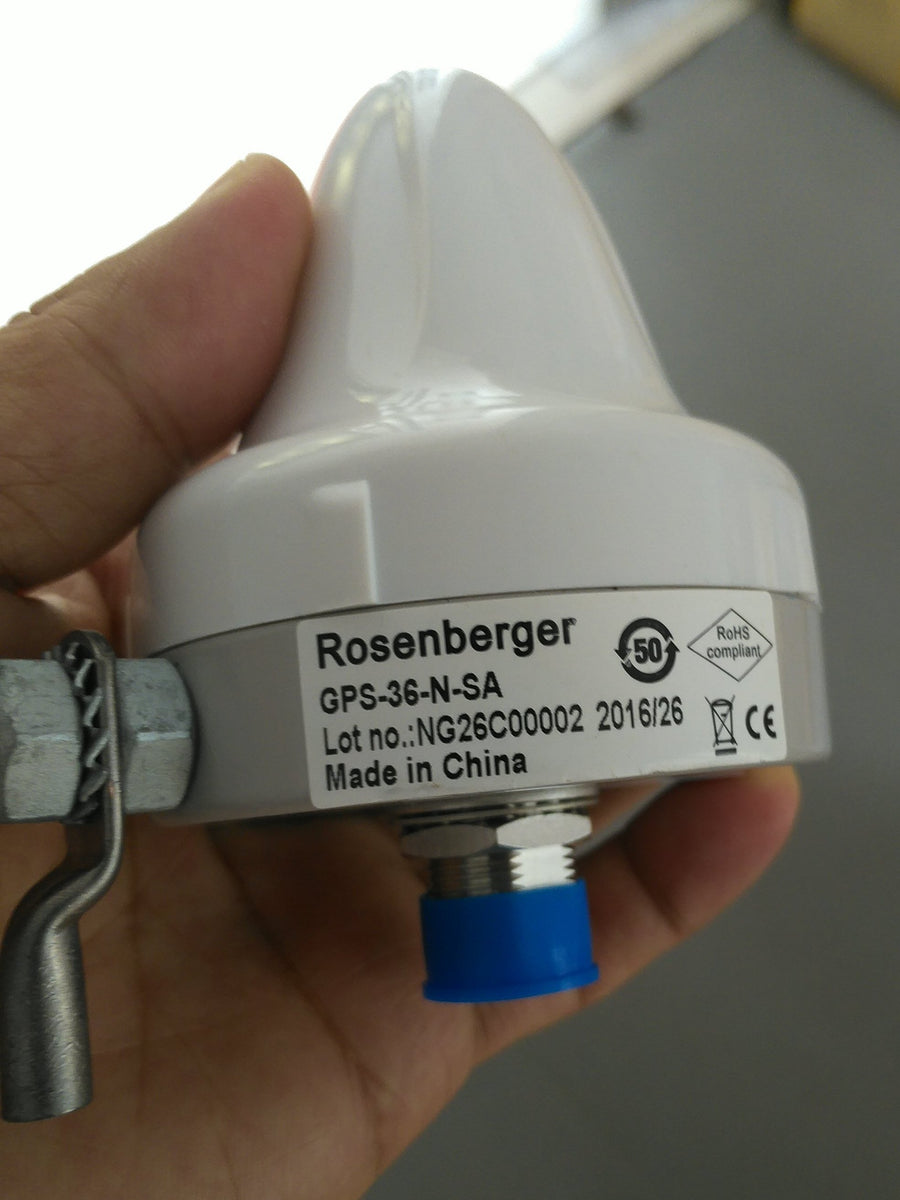 Rosenberger
GPS-36-N-SA
Lot no.:NG26C00002 2016/26
Made in China
50
RoHS
compliant
CE